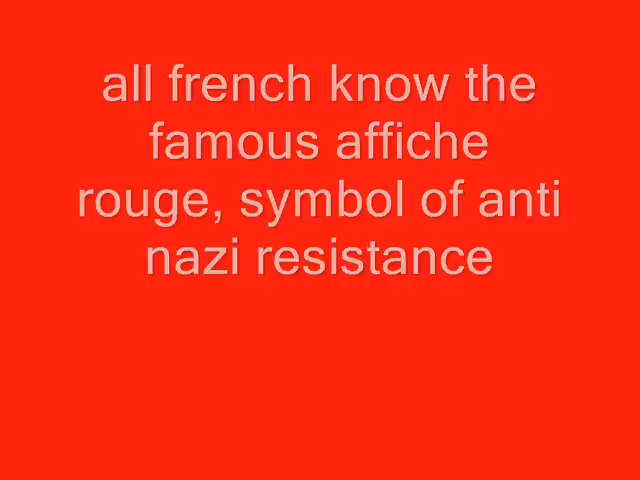 all french know the
famous affiche
rouge, symbol of anti
nazi resistance